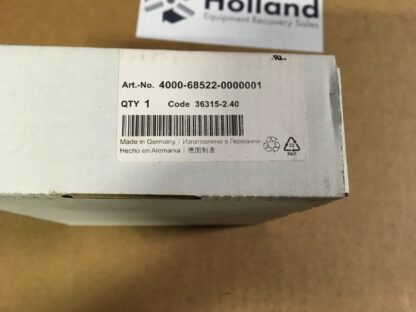 Holland
Equipment Recovery Sales
Art.-No. 4000-68522-0000001
QTY 1 Code 36315-2.40
Made in Germany | Изготовлено в Германии
Hecho en Alemania | 德国制造
PAP